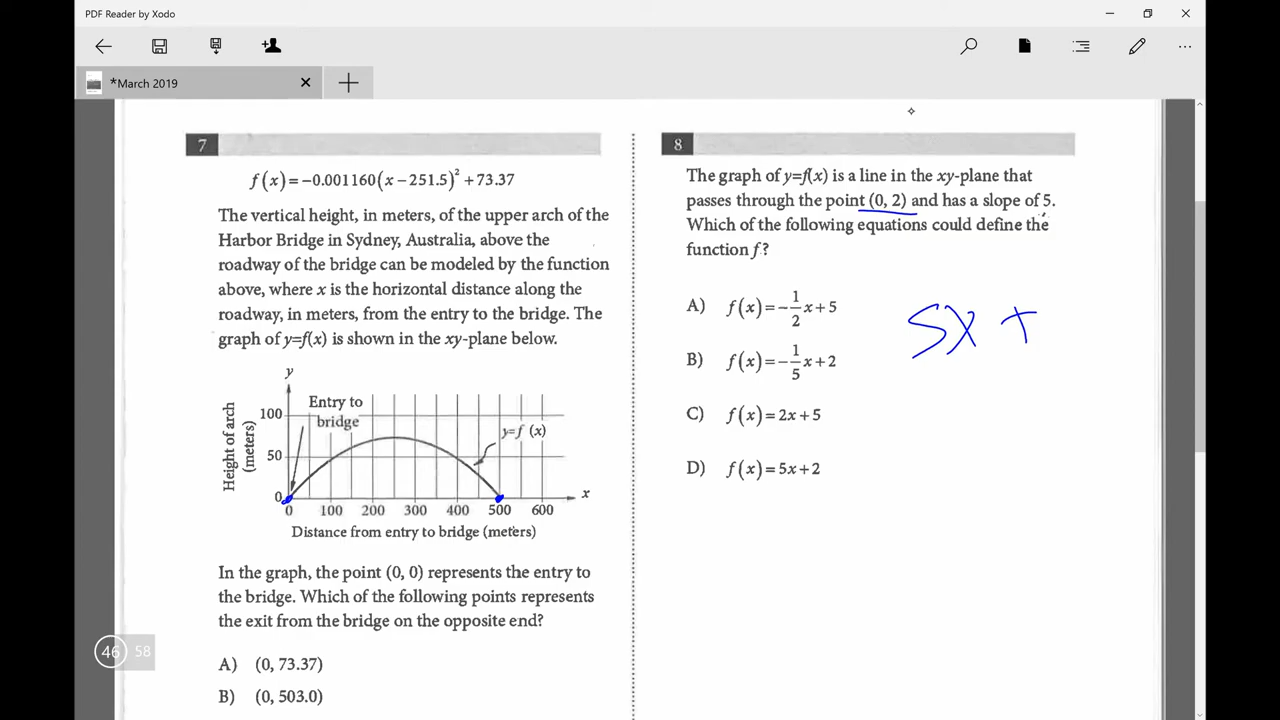 PDF Reader by Xodo
*March 2019
7
f(x)=−0.001160(x−251.5)²+73.37
The vertical height, in meters, of the upper arch of the
Harbor Bridge in Sydney, Australia, above the
roadway of the bridge can be modeled by the function
above, where x is the horizontal distance along the
roadway, in meters, from the entry to the bridge. The
graph of y=f(x) is shown in the xy-plane below.
y
Height of arch
(meters)
100
50
0
Entry to
bridge
y=f (x)
x
0 100 200 300 400 500 600
Distance from entry to bridge (meters)
In the graph, the point (0, 0) represents the entry to
the bridge. Which of the following points represents
the exit from the bridge on the opposite end?
A) (0, 73.37)
B) (0, 503.0)
46 58
8
The graph of y=f(x) is a line in the xy-plane that
passes through the point (0, 2) and has a slope of 5.
Which of the following equations could define the
function f?
A) f(x)=−1/2x+5
B) f(x)=−1/5x+2
C) f(x)=2x+5
D) f(x)=5x+2
5x +